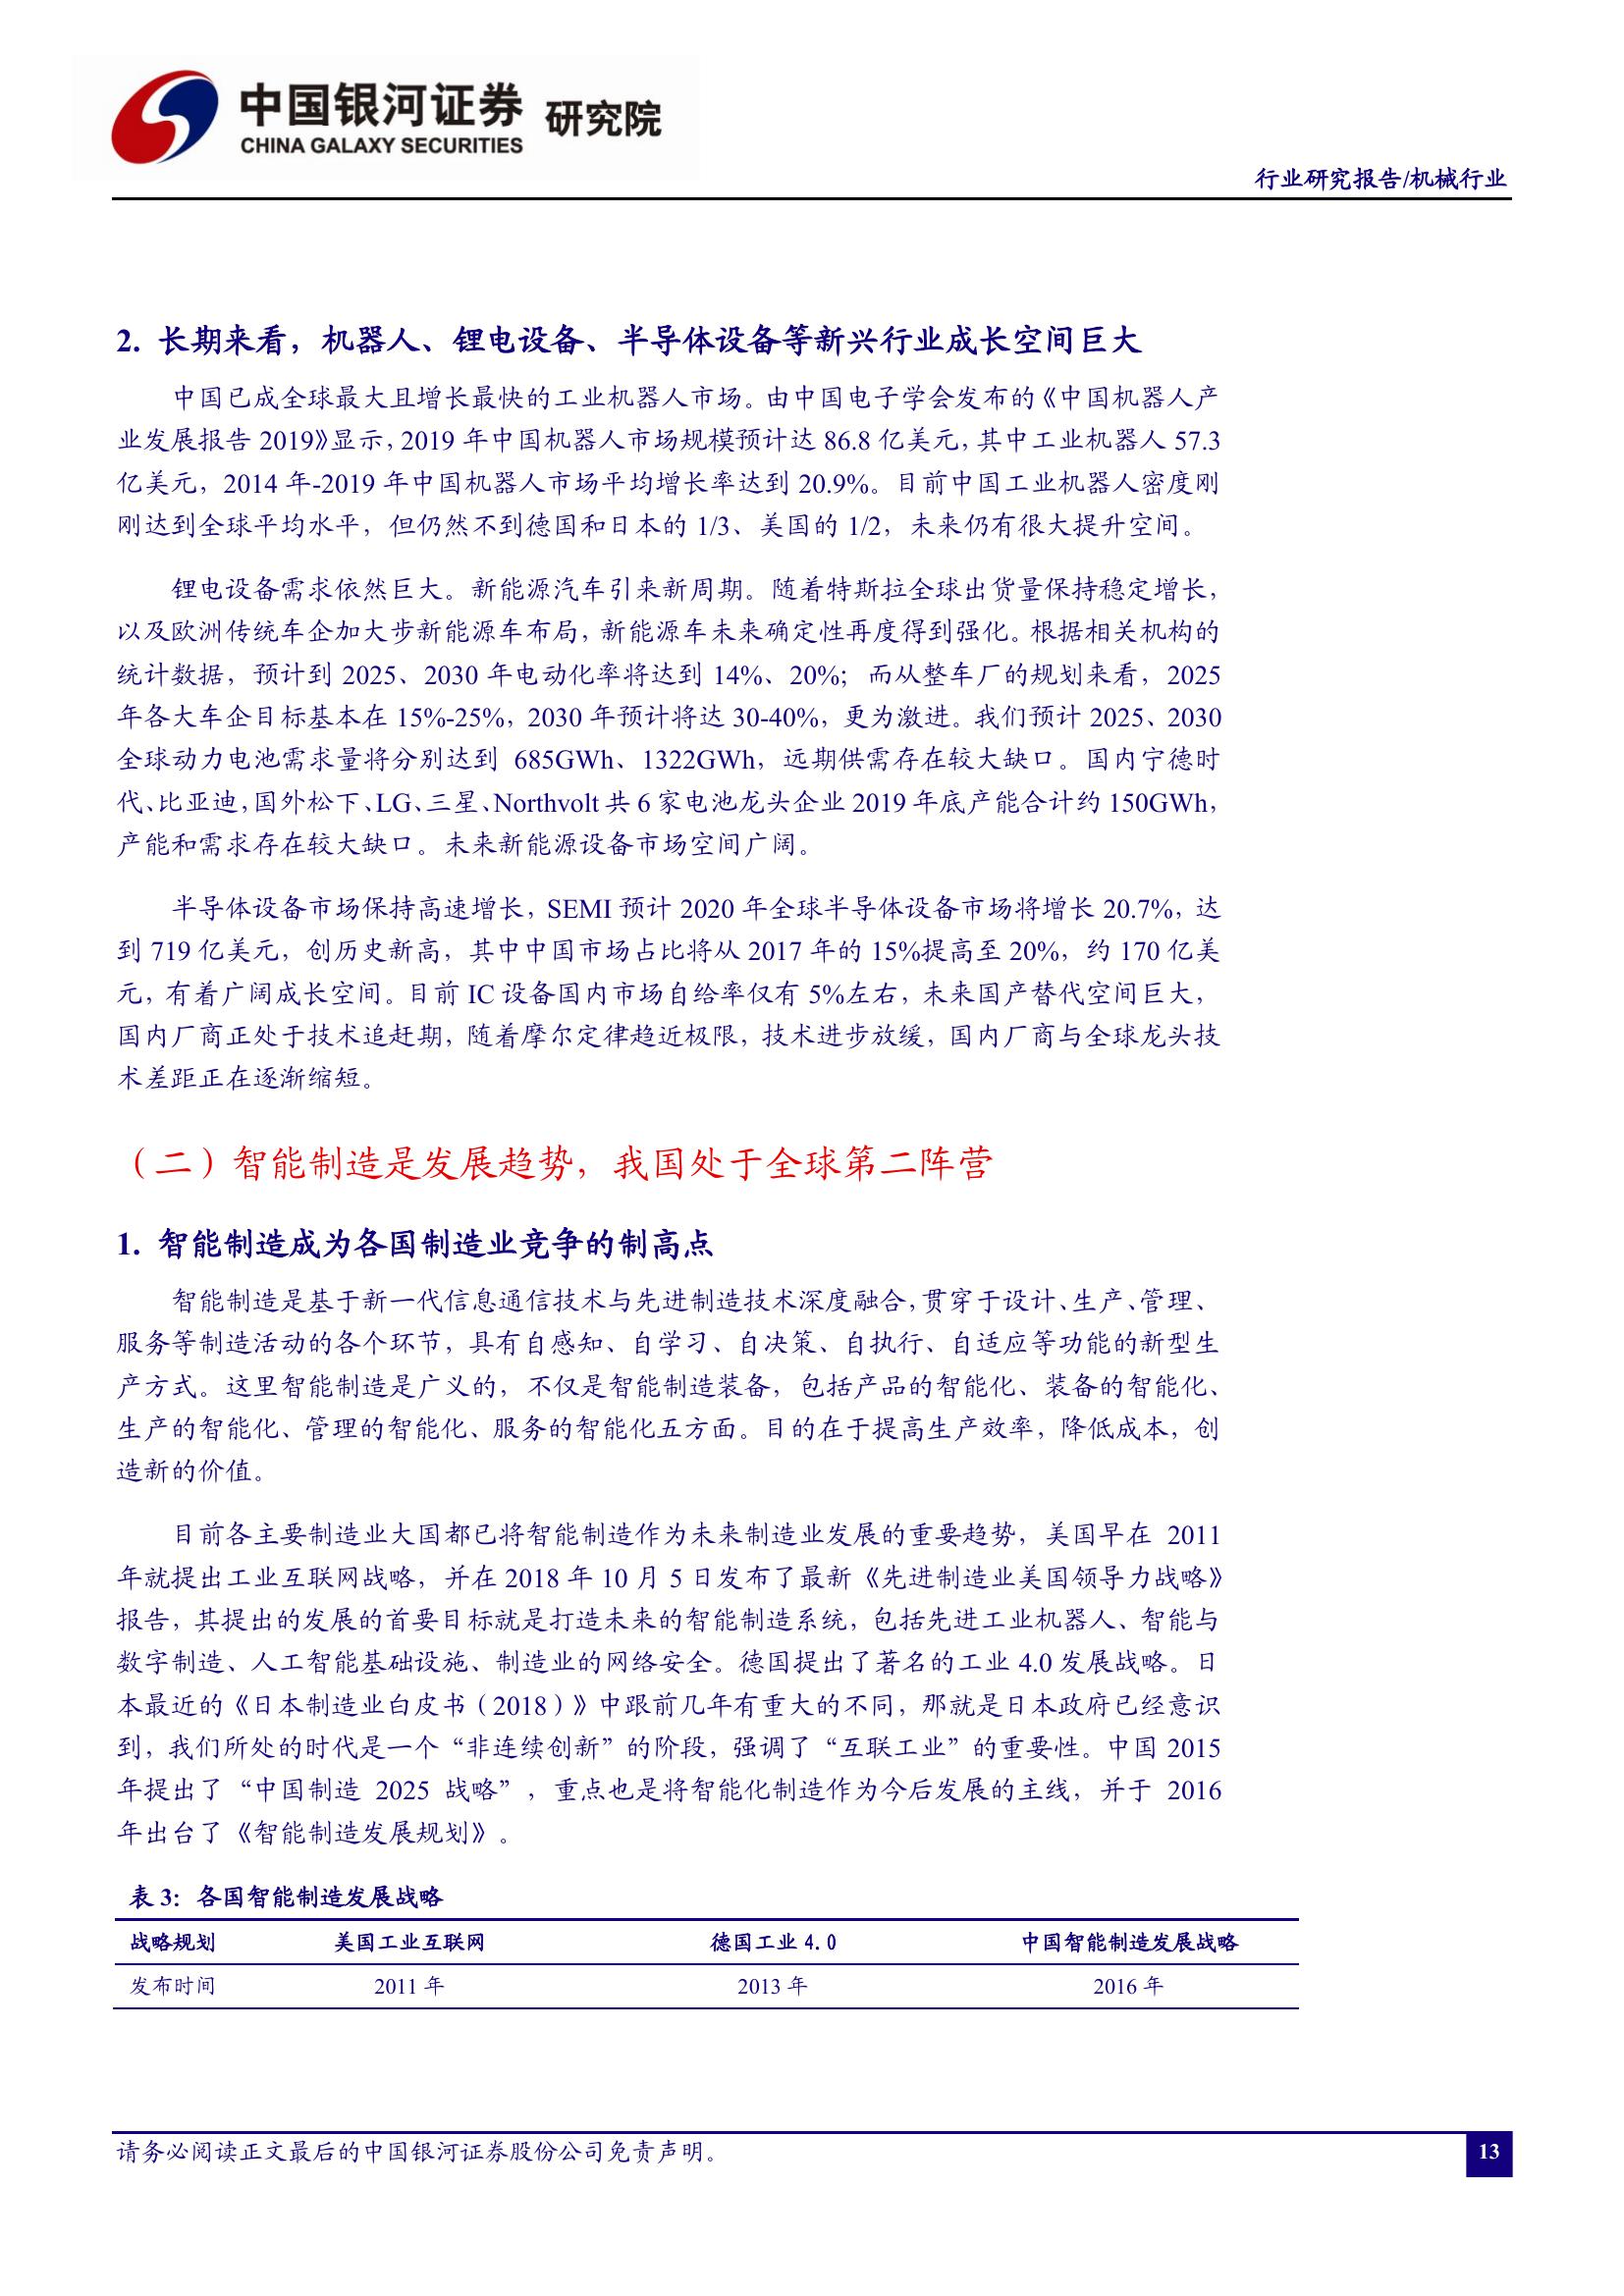 中国银河证券 研究院
CHINA GALAXY SECURITIES
行业研究报告/机械行业
2. 长期来看，机器人、锂电设备、半导体设备等新兴行业成长空间巨大
中国已成全球最大且增长最快的工业机器人市场。由中国电子学会发布的《中国机器人产
业发展报告 2019》显示，2019 年中国机器人市场规模预计达 86.8 亿美元，其中工业机器人 57.3
亿美元，2014 年-2019 年中国机器人市场平均增长率达到 20.9%。目前中国工业机器人密度刚
刚达到全球平均水平，但仍然不到德国和日本的 1/3、美国的 1/2，未来仍有很大提升空间。
锂电设备需求依然巨大。新能源汽车引来新周期。随着特斯拉全球出货量保持稳定增长，
以及欧洲传统车企加大步新能源车布局，新能源车未来确定性再度得到强化。根据相关机构的
统计数据，预计到 2025、2030 年电动化率将达到 14%、20%；而从整车厂的规划来看，2025
年各大车企目标基本在 15%-25%，2030 年预计将达 30-40%，更为激进。我们预计 2025、2030
全球动力电池需求量将分别达到 685GWh、1322GWh，远期供需存在较大缺口。国内宁德时
代、比亚迪，国外松下、LG、三星、Northvolt 共 6 家电池龙头企业 2019 年底产能合计约 150GWh，
产能和需求存在较大缺口。未来新能源设备市场空间广阔。
半导体设备市场保持高速增长，SEMI 预计 2020 年全球半导体设备市场将增长 20.7%，达
到 719 亿美元，创历史新高，其中中国市场占比将从 2017 年的 15%提高至 20%，约 170 亿美
元，有着广阔成长空间。目前 IC 设备国内市场自给率仅有 5%左右，未来国产替代空间巨大，
国内厂商正处于技术追赶期，随着摩尔定律趋近极限，技术进步放缓，国内厂商与全球龙头技
术差距正在逐渐缩短。
（二）智能制造是发展趋势，我国处于全球第二阵营
1. 智能制造成为各国制造业竞争的制高点
智能制造是基于新一代信息通信技术与先进制造技术深度融合，贯穿于设计、生产、管理、
服务等制造活动的各个环节，具有自感知、自学习、自决策、自执行、自适应等功能的新型生
产方式。这里智能制造是广义的，不仅是智能制造装备，包括产品的智能化、装备的智能化、
生产的智能化、管理的智能化、服务的智能化五方面。目的在于提高生产效率，降低成本，创
造新的价值。
目前各主要制造业大国都已将智能制造作为未来制造业发展的重要趋势，美国早在 2011
年就提出工业互联网战略，并在 2018 年 10 月 5 日发布了最新《先进制造业美国领导力战略》
报告，其提出的发展的首要目标就是打造未来的智能制造系统，包括先进工业机器人、智能与
数字制造、人工智能基础设施、制造业的网络安全。德国提出了著名的工业 4.0 发展战略。日
本最近的《日本制造业白皮书（2018）》中跟前几年有重大的不同，那就是日本政府已经意识
到，我们所处的时代是一个“非连续创新”的阶段，强调了“互联工业”的重要性。中国 2015
年提出了“中国制造 2025 战略”，重点也是将智能化制造作为今后发展的主线，并于 2016
年出台了《智能制造发展规划》。
表 3：各国智能制造发展战略
战略规划 美国工业互联网 德国工业 4.0 中国智能制造发展战略
发布时间 2011 年 2013 年 2016 年
请务必阅读正文最后的中国银河证券股份公司免责声明。
13